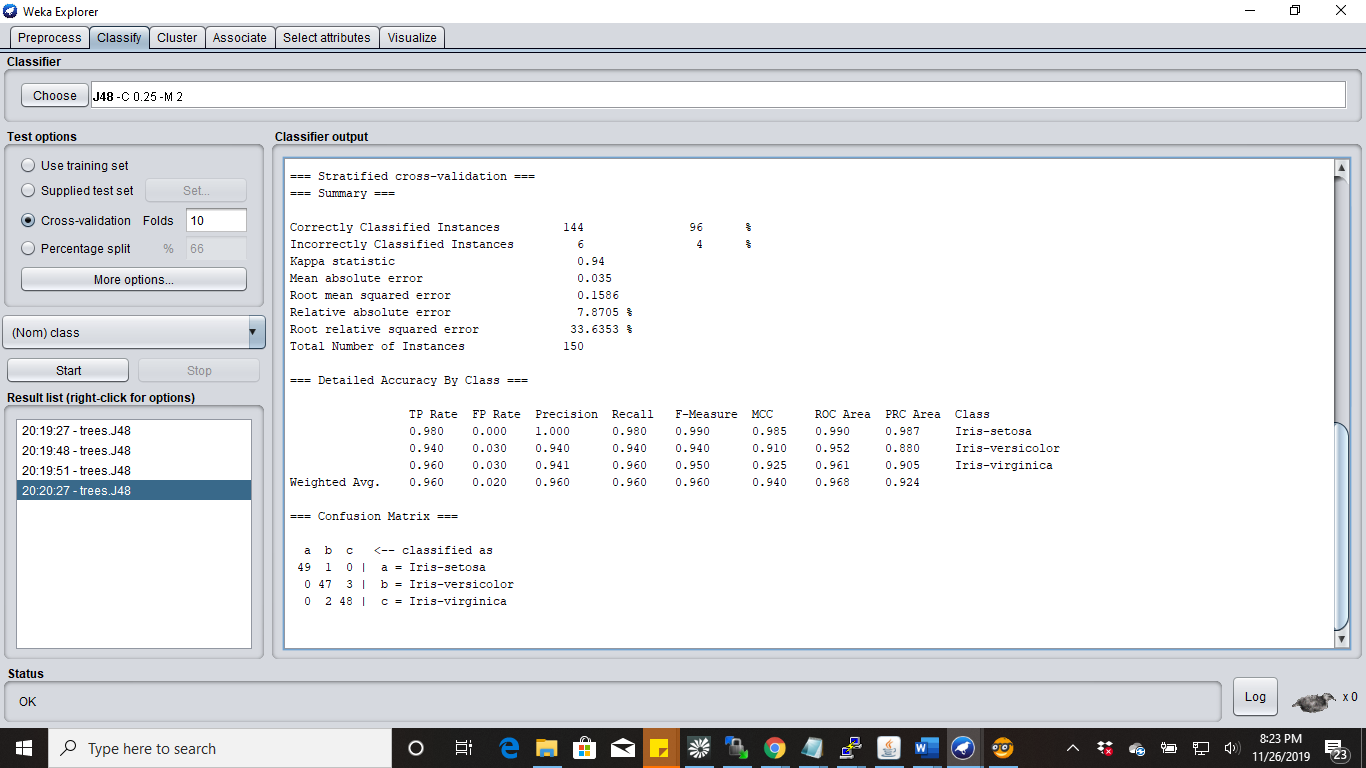 Weka Explorer
Preprocess Classify Cluster Associate Select attributes Visualize
Classifier
Choose J48 -C 0.25 -M 2
Test options
Use training set
Supplied test set Set...
Cross-validation Folds 10
Percentage split % 66
More options...
(Nom) class
Start Stop
Result list (right-click for options)
20:19:27 - trees.J48
20:19:48 - trees.J48
20:19:51 - trees.J48
20:20:27 - trees.J48
Classifier output
=== Stratified cross-validation ===
=== Summary ===
Correctly Classified Instances 144 96 %
Incorrectly Classified Instances 6 4 %
Kappa statistic 0.94
Mean absolute error 0.035
Root mean squared error 0.1586
Relative absolute error 7.8705 %
Root relative squared error 33.6353 %
Total Number of Instances 150
=== Detailed Accuracy By Class ===
TP Rate FP Rate Precision Recall F-Measure MCC ROC Area PRC Area Class
0.980 0.000 1.000 0.980 0.990 0.985 0.990 0.987 Iris-setosa
0.940 0.030 0.940 0.940 0.940 0.910 0.952 0.880 Iris-versicolor
0.960 0.030 0.941 0.960 0.950 0.925 0.961 0.905 Iris-virginica
Weighted Avg. 0.960 0.020 0.960 0.960 0.960 0.940 0.968 0.924
=== Confusion Matrix ===
a b c <-- classified as
49 1 0 | a = Iris-setosa
0 47 3 | b = Iris-versicolor
0 2 48 | c = Iris-virginica
Status
OK
Log x 0
Type here to search
8:23 PM
11/26/2019
23